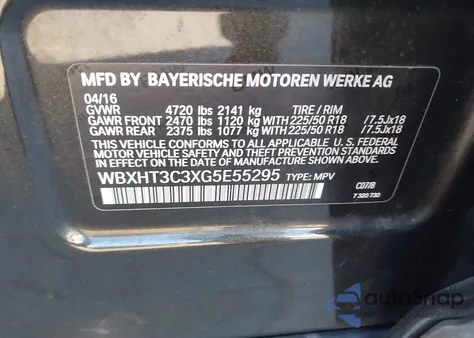 MFD BY BAYERISCHE MOTOREN WERKE AG
04/16
GVWR 4720 lbs 2141 kg TIRE / RIM
GAWR FRONT 2470 lbs 1120 kg WITH 225/50 R18 /7.5Jx18
GAWR REAR 2375 lbs 1077 kg WITH 225/50 R18 /7.5Jx18
THIS VEHICLE CONFORMS TO ALL APPLICABLE U. S. FEDERAL
MOTOR VEHICLE SAFETY AND THEFT PREVENTION STANDARDS
IN EFFECT ON THE DATE OF MANUFACTURE SHOWN ABOVE.
WBXHT3C3XG5E55295 TYPE: MPV
C07/8
7 320 730
AutoSnap